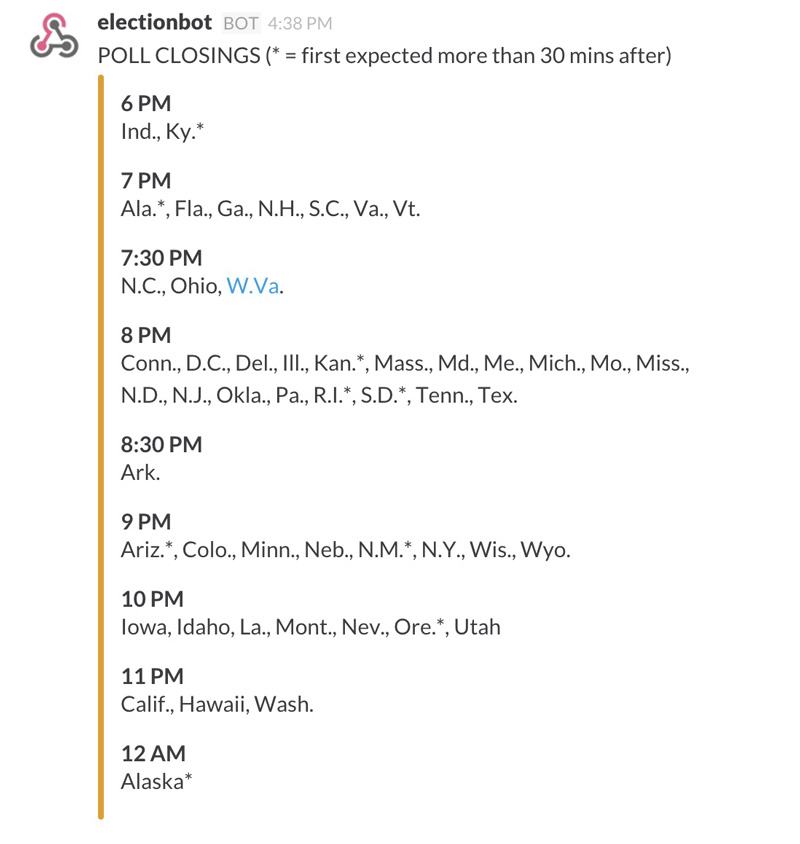 electionbot BOT 4:38 PM
POLL CLOSINGS (* = first expected more than 30 mins after)
6 PM
Ind., Ky.*
7 PM
Ala.*, Fla., Ga., N.H., S.C., Va., Vt.
7:30 PM
N.C., Ohio, W.Va.
8 PM
Conn., D.C., Del., Ill., Kan.*, Mass., Md., Me., Mich., Mo., Miss.,
N.D., N.J., Okla., Pa., R.I.*, S.D.*, Tenn., Tex.
8:30 PM
Ark.
9 PM
Ariz.*, Colo., Minn., Neb., N.M.*, N.Y., Wis., Wyo.
10 PM
Iowa, Idaho, La., Mont., Nev., Ore.*, Utah
11 PM
Calif., Hawaii, Wash.
12 AM
Alaska*